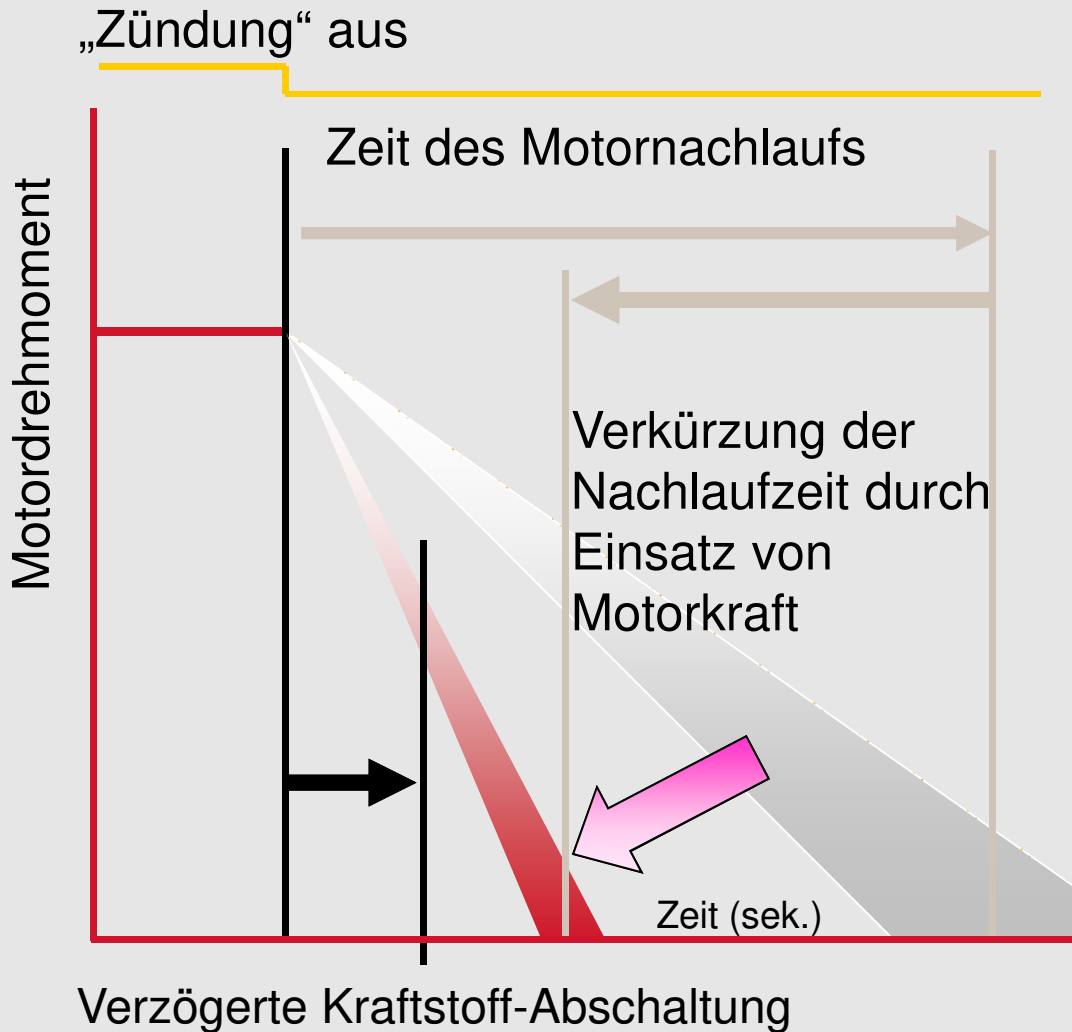 „Zündung“ aus
Zeit des Motornachlaufs
Motordrehmoment
Verkürzung der
Nachlaufzeit durch
Einsatz von
Motorkraft
Zeit (sek.)
Verzögerte Kraftstoff-Abschaltung